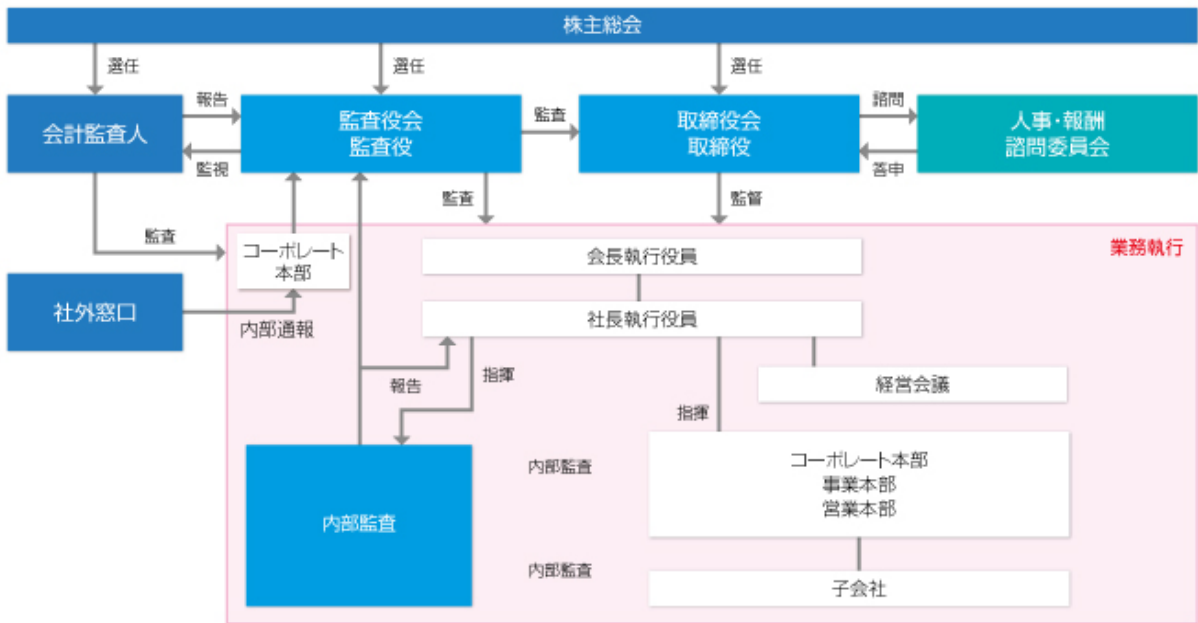 株主総会
選任
選任
選任
会計監査人
報告
監視
監査役会
監査役
監査
取締役会
取締役
諮問
答申
人事・報酬
諮問委員会
監査
監査
監督
業務執行
コーポレート
本部
会長執行役員
社外窓口
内部通報
社長執行役員
報告
指揮
経営会議
指揮
内部監査
内部監査
コーポレート本部
事業本部
営業本部
内部監査
子会社